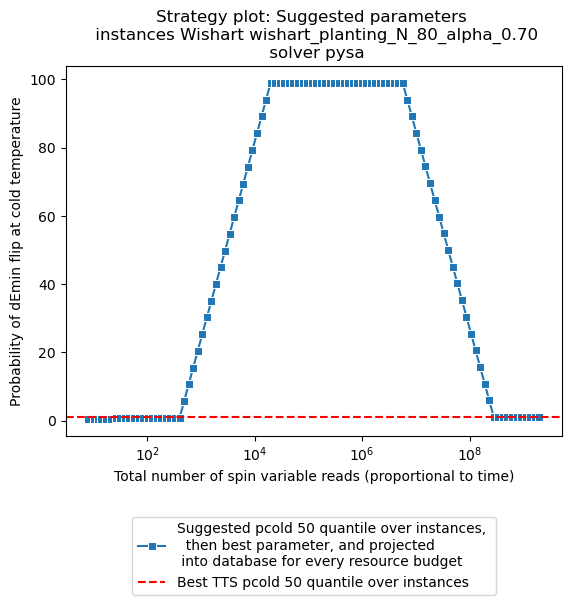 Strategy plot: Suggested parameters
instances Wishart wishart_planting_N_80_alpha_0.70
solver pysa
100
80
60
40
20
0
Probability of dEmin flip at cold temperature
10^2
10^4
10^6
10^8
Total number of spin variable reads (proportional to time)
Suggested pcold 50 quantile over instances,
then best parameter, and projected
into database for every resource budget
Best TTS pcold 50 quantile over instances